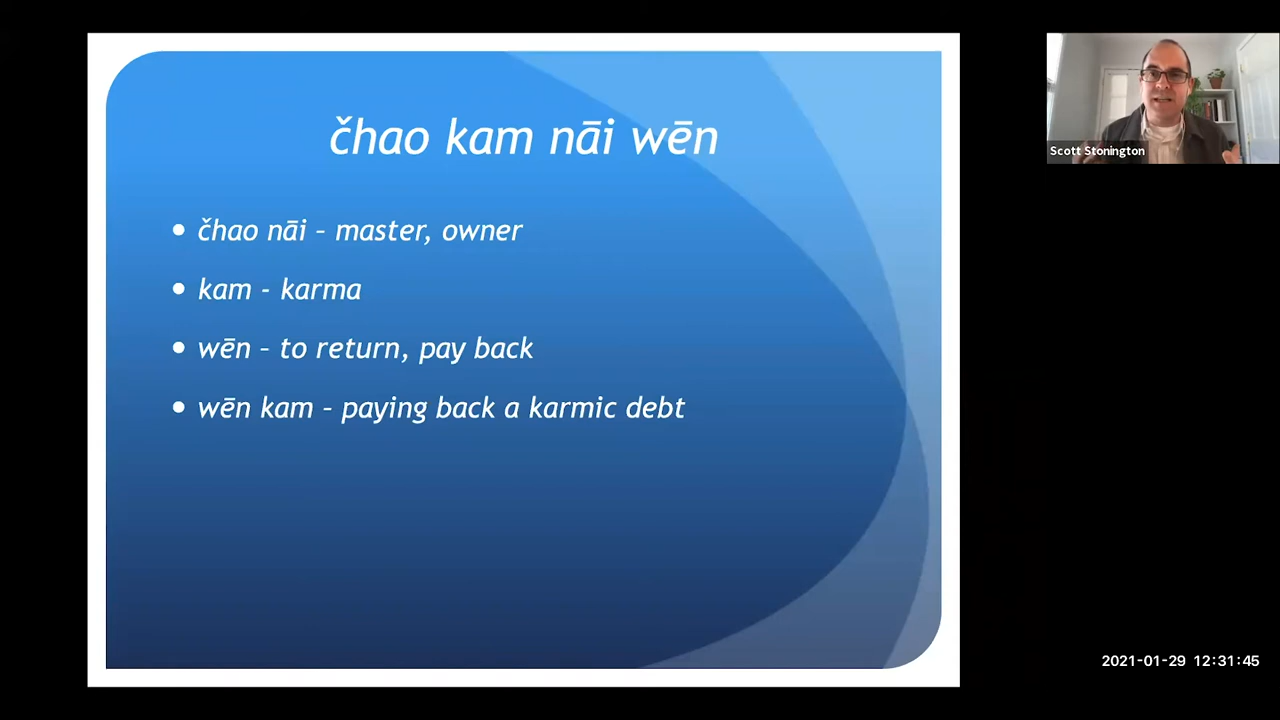 čhao kam nāi wēn
• čhao nāi – master, owner
• kam - karma
• wēn – to return, pay back
• wēn kam – paying back a karmic debt
Scott Stonington
2021-01-29 12:31:45